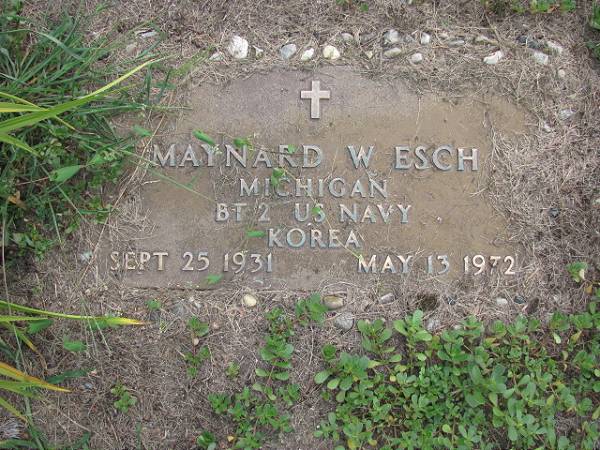 MAYNARD W ESCH
MICHIGAN
BT 2 US NAVY
KOREA
SEPT 25 1931 MAY 13 1972